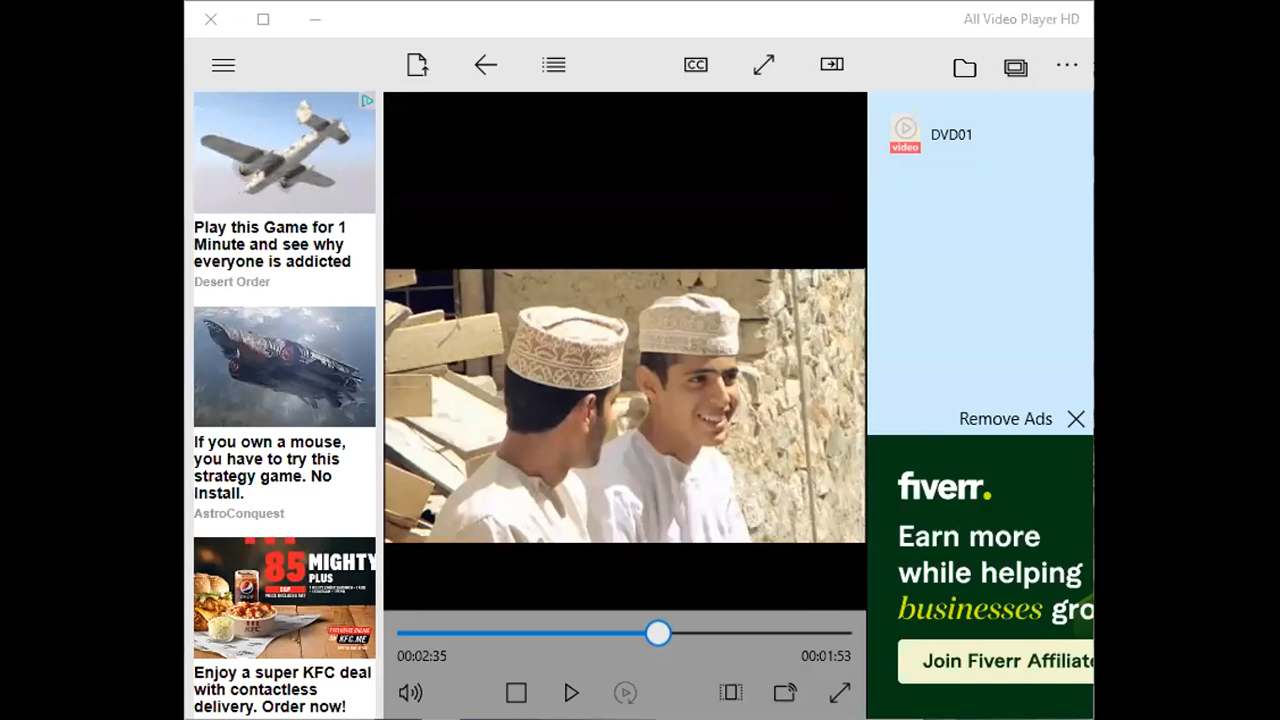 All Video Player HD
CC
DVD01
video
Play this Game for 1
Minute and see why
everyone is addicted
Desert Order
If you own a mouse,
you have to try this
strategy game. No
install.
AstroConquest
85 MIGHTY
PLUS
Enjoy a super KFC deal
with contactless
delivery. Order now!
00:02:35
00:01:53
Remove Ads
fiverr.
Earn more
while helping
businesses gro
Join Fiverr Affiliate